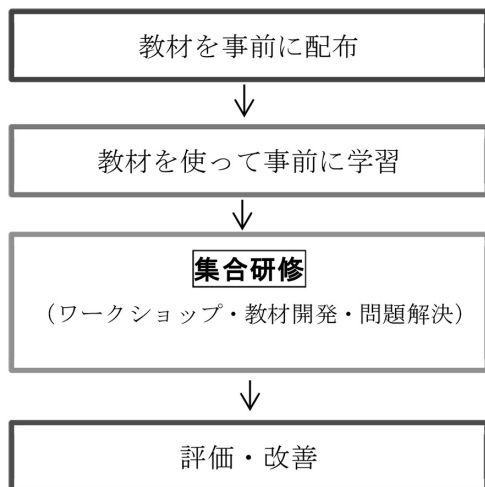 教材を事前に配布
教材を使って事前に学習
集合研修
（ワークショップ・教材開発・問題解決）
評価・改善